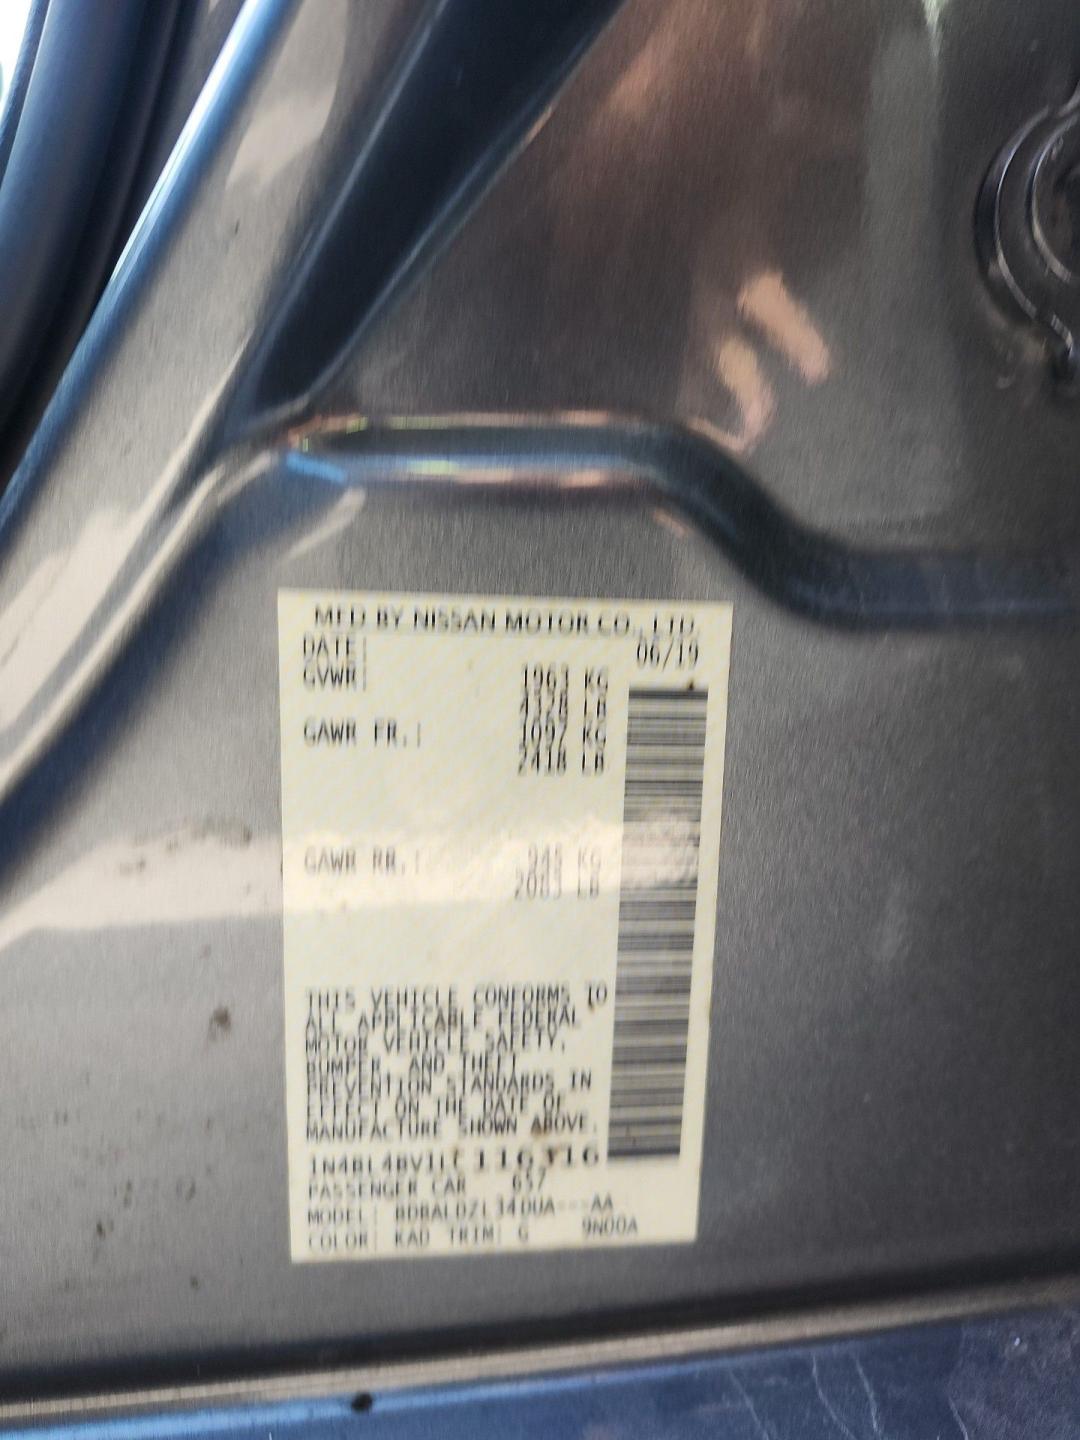 MFD BY NISSAN MOTOR CO., LTD.
DATE: 06/19
GVWR: 1963 KG
4328 LB
GAWR FR.: 1097 KG
2418 LB
GAWR RR.: 945 KG
2083 LB
THIS VEHICLE CONFORMS TO
ALL APPLICABLE FEDERAL
MOTOR VEHICLE SAFETY,
BUMPER, AND THEFT
PREVENTION STANDARDS IN
EFFECT ON THE DATE OF
MANUFACTURE SHOWN ABOVE.
1N4BL4BV1LC116316
PASSENGER CAR 657
MODEL: BDBALDZL34DUA---AA
COLOR: KAD TRIM: G 9N00A